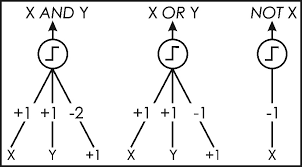 X AND Y X OR Y NOT X
+1 +1 -2 +1 +1 -1 -1
X Y +1 X Y +1 X